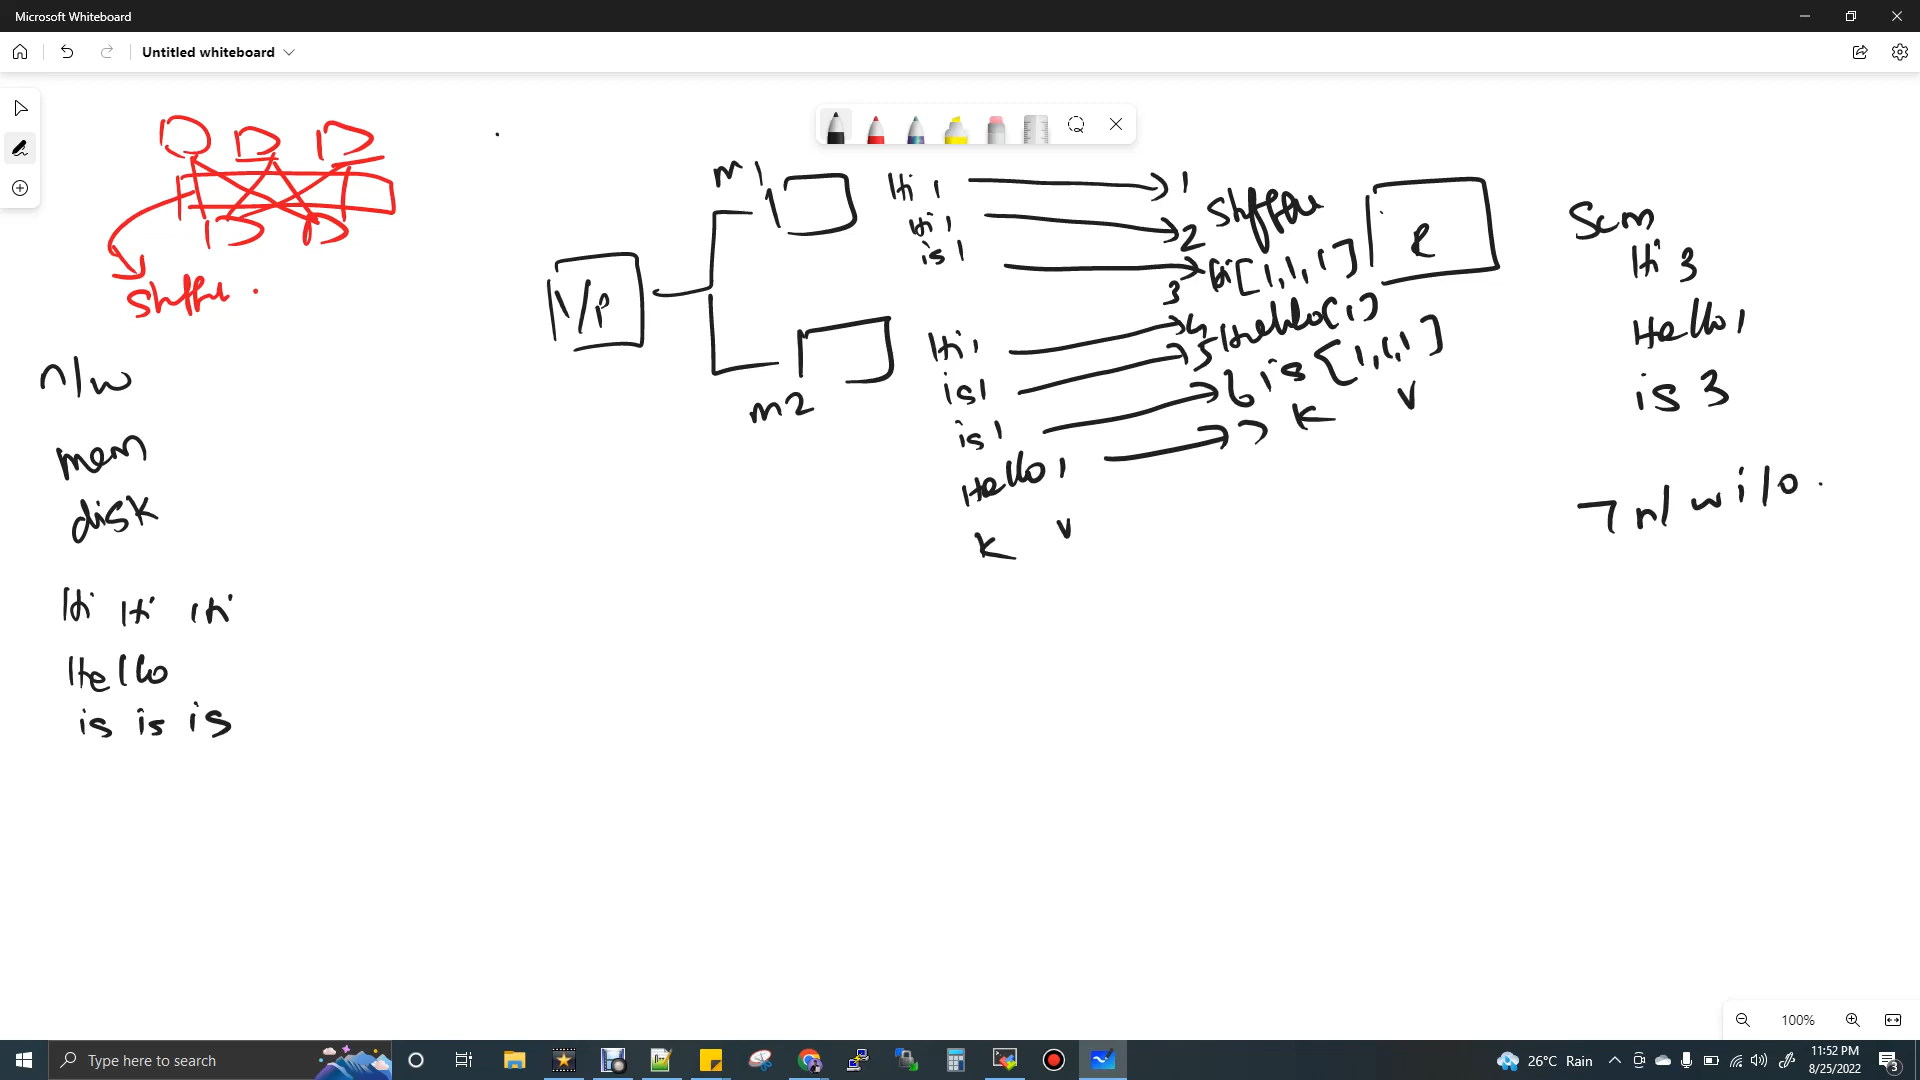 Microsoft Whiteboard
Untitled whiteboard
Shuffle .
n/w
mem
disk
Hi Hi Hi
Hello
is is is
I/P
m1
m2
Hi 1
Hi 1
is 1
Hi 1
is 1
is 1
Hello 1
K V
1
2
3
4
5
6
7
Shuffle
Hi [1,1,1]
Hello [1]
is [1,1,1]
K V
R
Sum
Hi 3
Hello 1
is 3
7 n/w i/o .
100%
Type here to search
26°C Rain
11:52 PM
8/25/2022
3